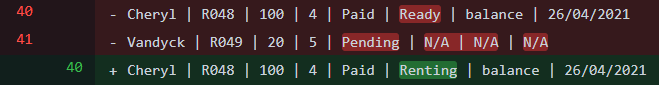 40 - Cheryl | R048 | 100 | 4 | Paid | Ready | balance | 26/04/2021
41 - Vandyck | R049 | 20 | 5 | Pending | N/A | N/A | N/A
40 + Cheryl | R048 | 100 | 4 | Paid | Renting | balance | 26/04/2021